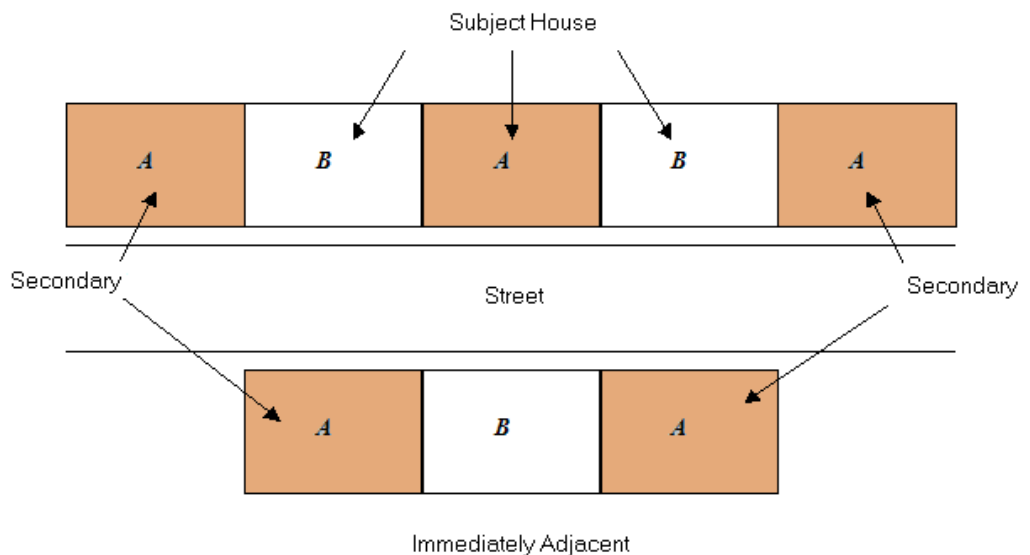 Subject House
A B A B A
Secondary Street Secondary
A B A
Immediately Adjacent